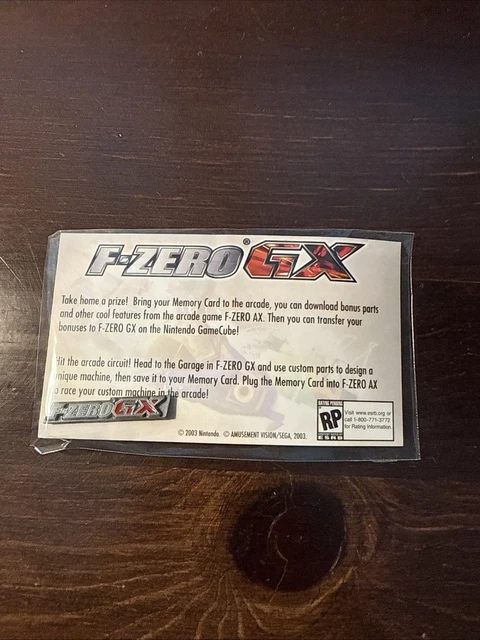 F-ZERO® GX
Take home a prize! Bring your Memory Card to the arcade, you can download bonus parts
and other cool features from the arcade game F-ZERO AX. Then you can transfer your
bonuses to F-ZERO GX on the Nintendo GameCube!
Hit the arcade circuit! Head to the Garage in F-ZERO GX and use custom parts to design a
unique machine, then save it to your Memory Card. Plug the Memory Card into F-ZERO AX
to race your custom machine in the arcade!
F-ZERO GX
RATING PENDING
RP
ESRB
Visit www.esrb.org or
call 1-800-771-3772
for Rating Information.
© 2003 Nintendo. © AMUSEMENT VISION/SEGA, 2003.